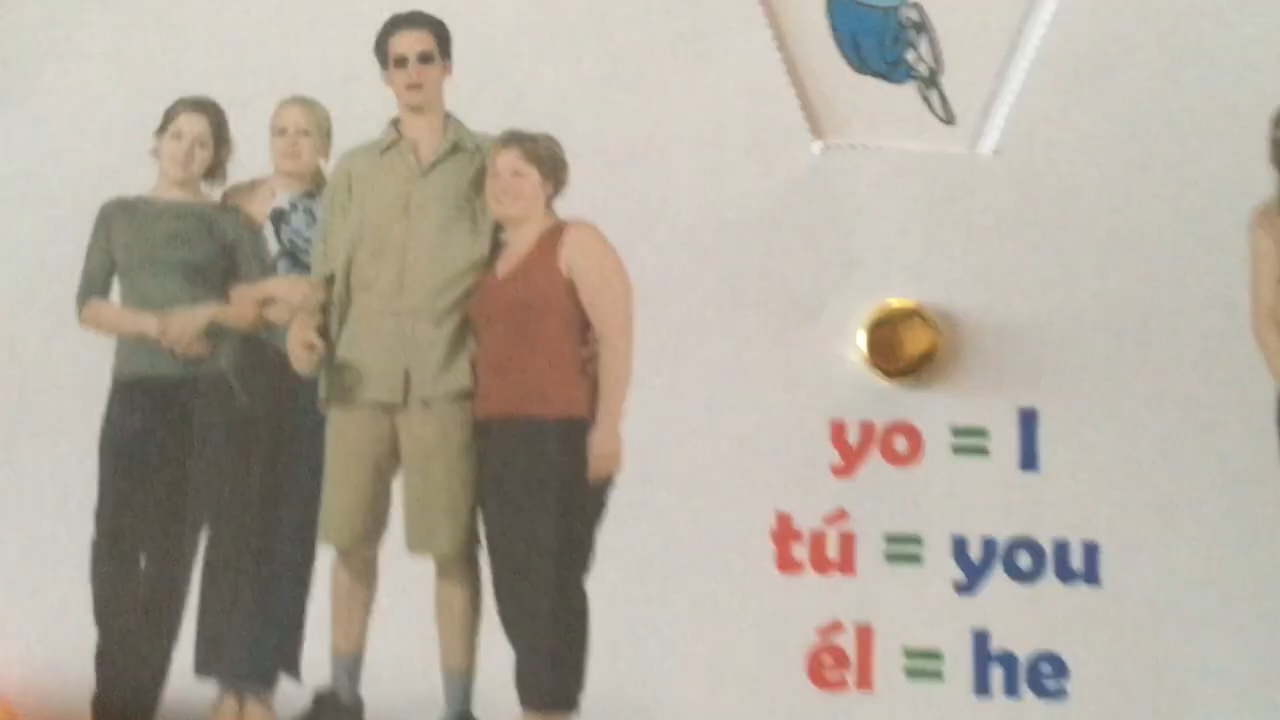 yo = I
tú = you
él = he